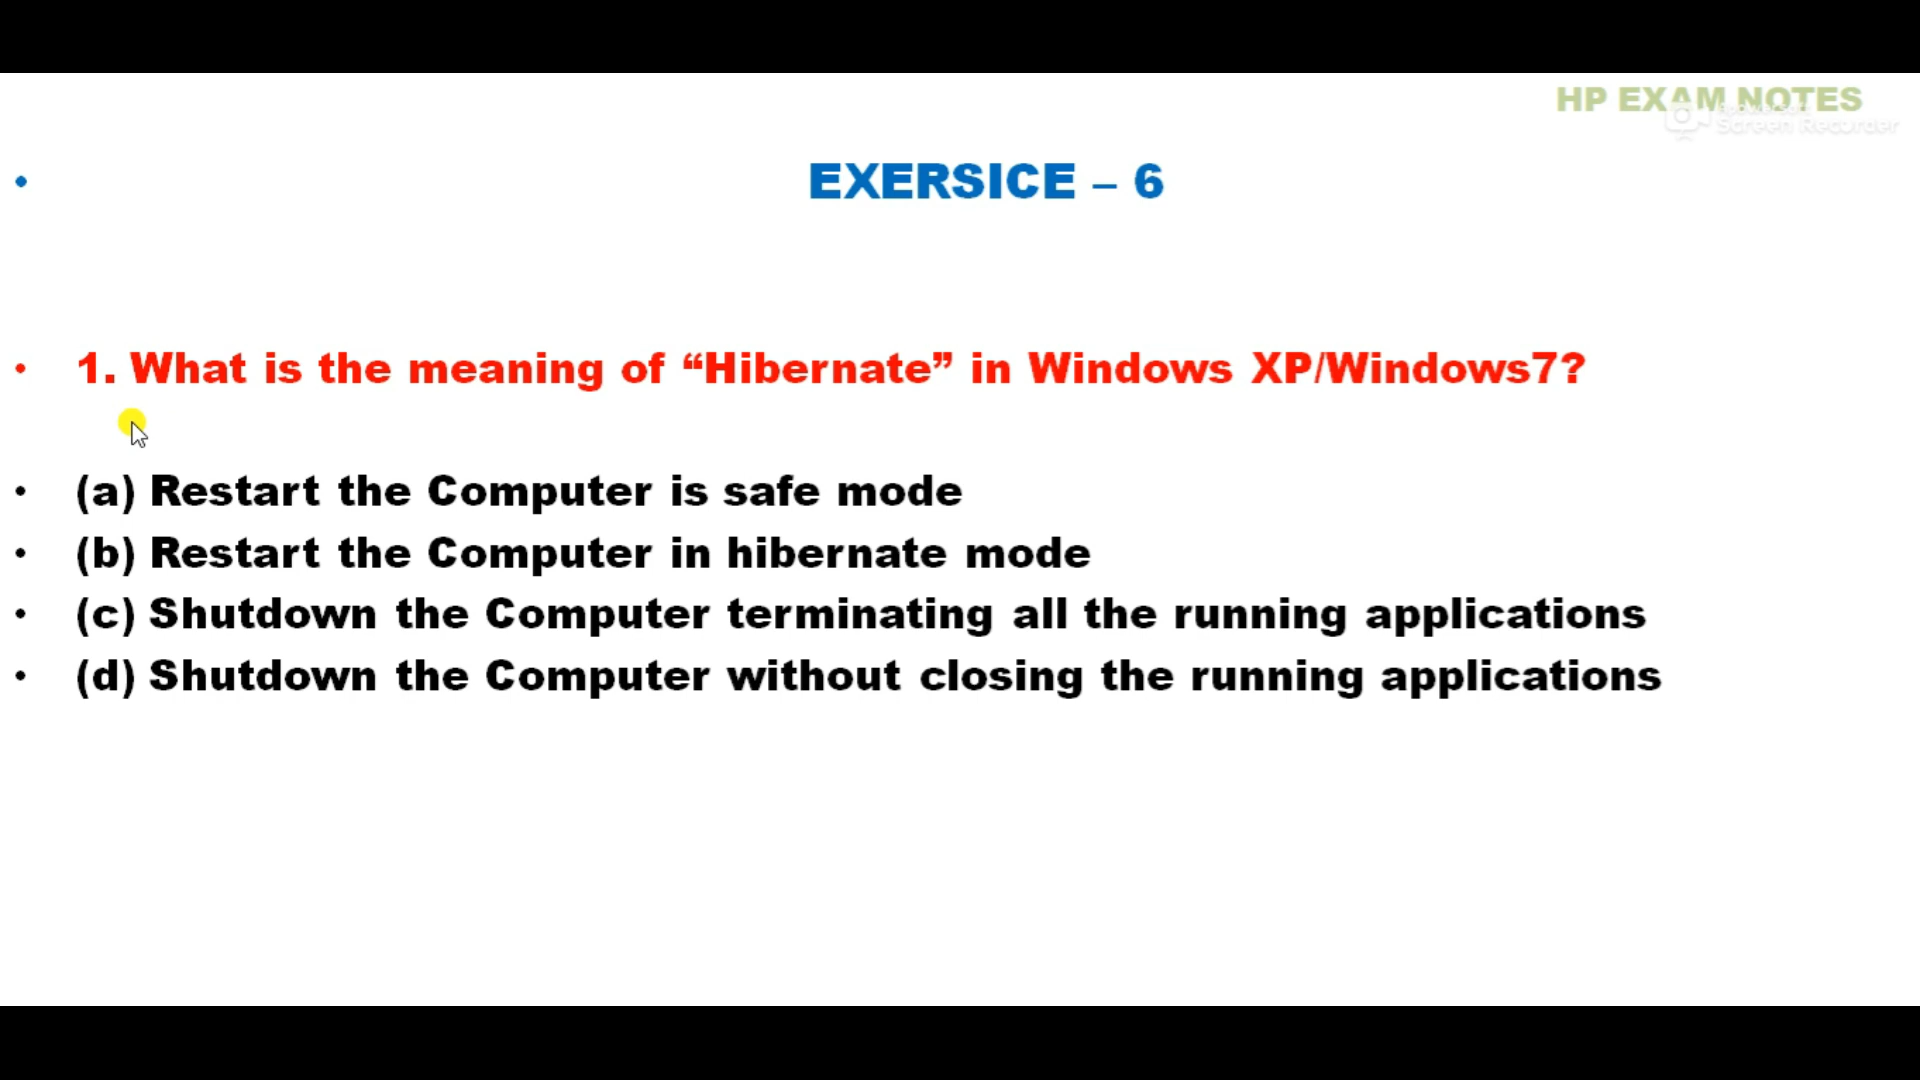 HP EXAM NOTES
Screen Recorder
• EXERSICE – 6
• 1. What is the meaning of “Hibernate” in Windows XP/Windows7?
• (a) Restart the Computer is safe mode
• (b) Restart the Computer in hibernate mode
• (c) Shutdown the Computer terminating all the running applications
• (d) Shutdown the Computer without closing the running applications